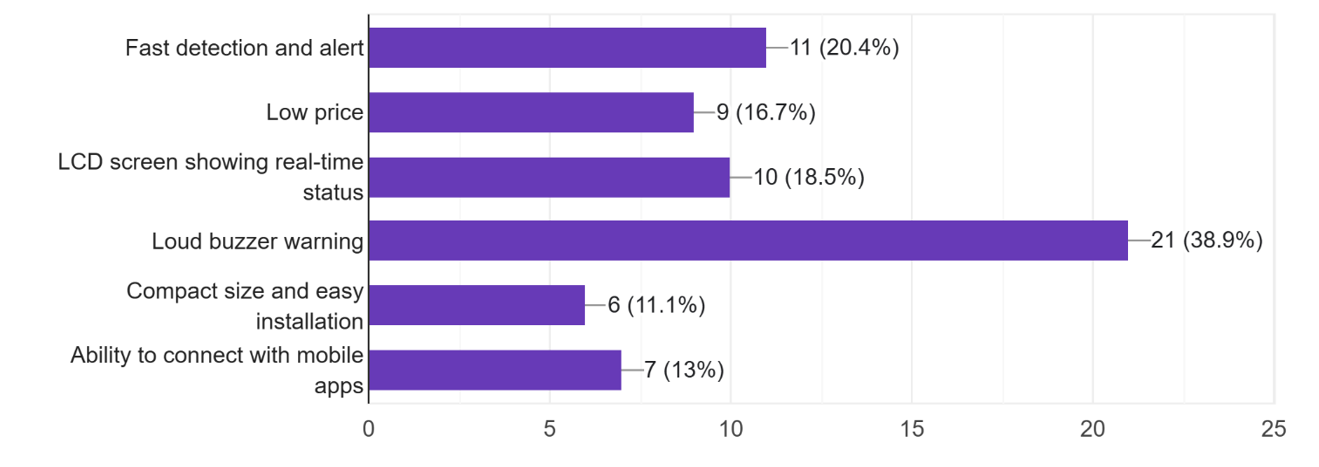 Fast detection and alert
11 (20.4%)
Low price
9 (16.7%)
LCD screen showing real-time
status
10 (18.5%)
Loud buzzer warning
21 (38.9%)
Compact size and easy
installation
6 (11.1%)
Ability to connect with mobile
apps
7 (13%)
0
5
10
15
20
25